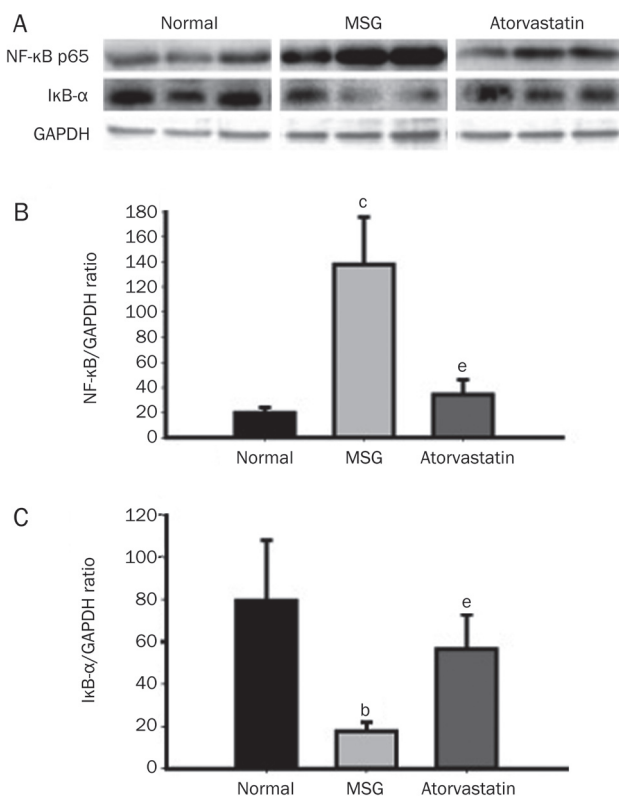 A
Normal MSG Atorvastatin
NF-κB p65
IκB-α
GAPDH
B
NF-κB/GAPDH ratio
180
160
140
120
100
80
60
40
20
0
c
e
Normal MSG Atorvastatin
C
IκB-α/GAPDH ratio
120
100
80
60
40
20
0
b
e
Normal MSG Atorvastatin